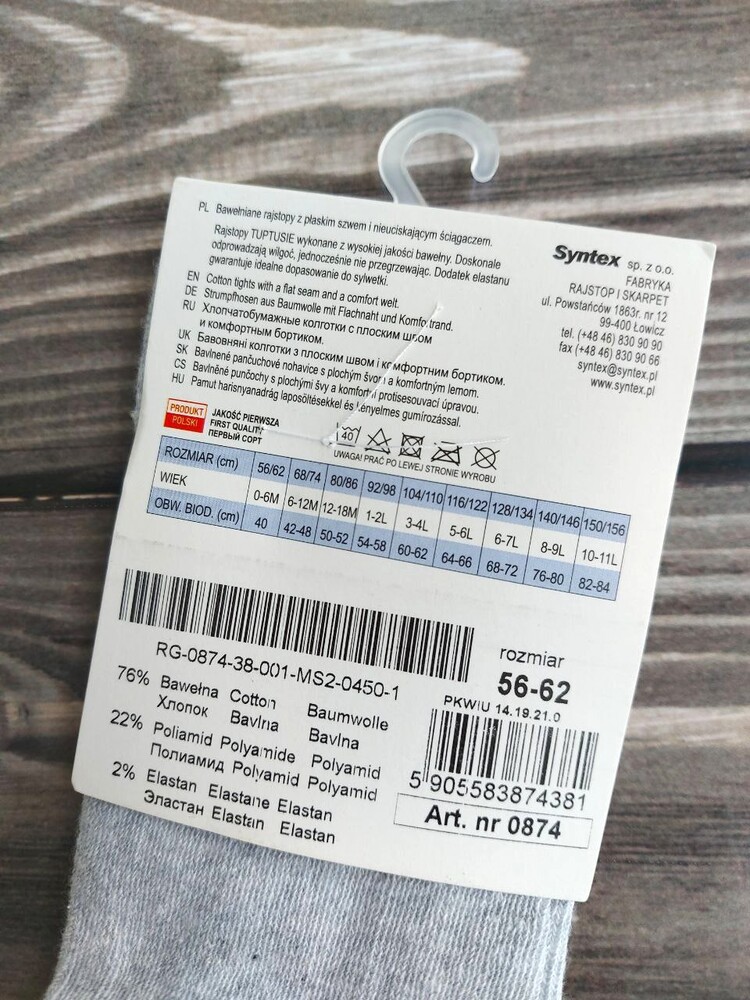 PL Bawełniane rajstopy z płaskim szwem i nieuciskającym ściągaczem.
Rajstopy TUPTUSIE wykonane z wysokiej jakości bawełny. Doskonale
odprowadzają wilgoć, jednocześnie nie przegrzewając. Dodatek elastanu
gwarantuje idealne dopasowanie do sylwetki.
EN Cotton tights with a flat seam and a comfort welt.
DE Strumpfhosen aus Baumwolle mit Flachnaht und Komfortrand.
RU Хлопчатобумажные колготки с плоским швом
и комфортным бортиком.
UK Бавовняні колготки з плоским швом і комфортним бортиком.
SK Bavlnené pančuchové nohavice s plochým švom a komfortným lemom.
CS Bavlněné punčochy s plochými švy a komfortní protisesouvací úpravou.
HU Pamut harisnyanadrág laposöltésekkel és kényelmes gumírozással.
Syntex sp. z o.o.
FABRYKA
RAJSTOP I SKARPET
ul. Powstańców 1863r. nr 12
99-400 Łowicz
tel. (+48 46) 830 90 90
fax (+48 46) 830 90 66
syntex@syntex.pl
www.syntex.pl
PRODUKT
POLSKI
JAKOŚĆ PIERWSZA
FIRST QUALITY
ПЕРВЫЙ СОРТ
40
UWAGA! PRAĆ PO LEWEJ STRONIE WYROBU
ROZMIAR (cm) 56/62 68/74 80/86 92/98 104/110 116/122 128/134 140/146 150/156
WIEK 0-6M 6-12M 12-18M 1-2L 3-4L 5-6L 6-7L 8-9L 10-11L
OBW. BIOD. (cm) 40 42-48 50-52 54-58 60-62 64-66 68-72 76-80 82-84
RG-0874-38-001-MS2-0450-1
76% Bawełna Cotton Baumwolle
Хлопок Bavlna Bavlna
22% Poliamid Polyamide Polyamid
Полиамид Polyamid Polyamid
2% Elastan Elastane Elastan
Эластан Elastan Elastan
rozmiar
56-62
PKWiU 14.19.21.0
5 905583874381
Art. nr 0874